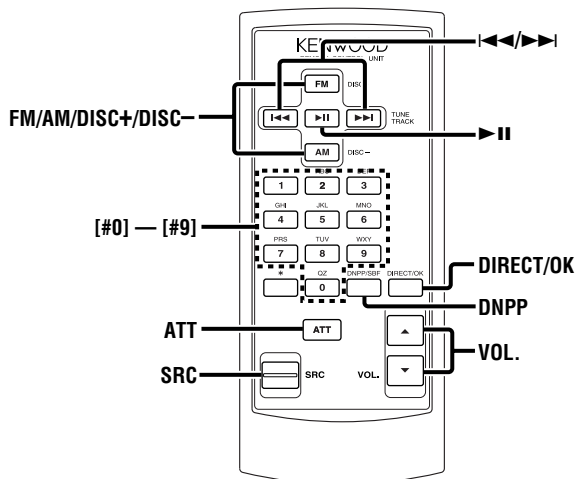 KENWOOD
UNIT
⏮/⏭
FM DISC
FM/AM/DISC+/DISC−
⏮ ►II ⏭ TUNE
TRACK
►II
AM DISC −
1 2 3
GHI JKL MNO
[#0] — [#9]
4 5 6
PRS TUV WXY
7 8 9
DIRECT/OK
* QZ DNPP/SBF DIRECT/OK
0
DNPP
ATT ATT
VOL.
SRC SRC VOL.